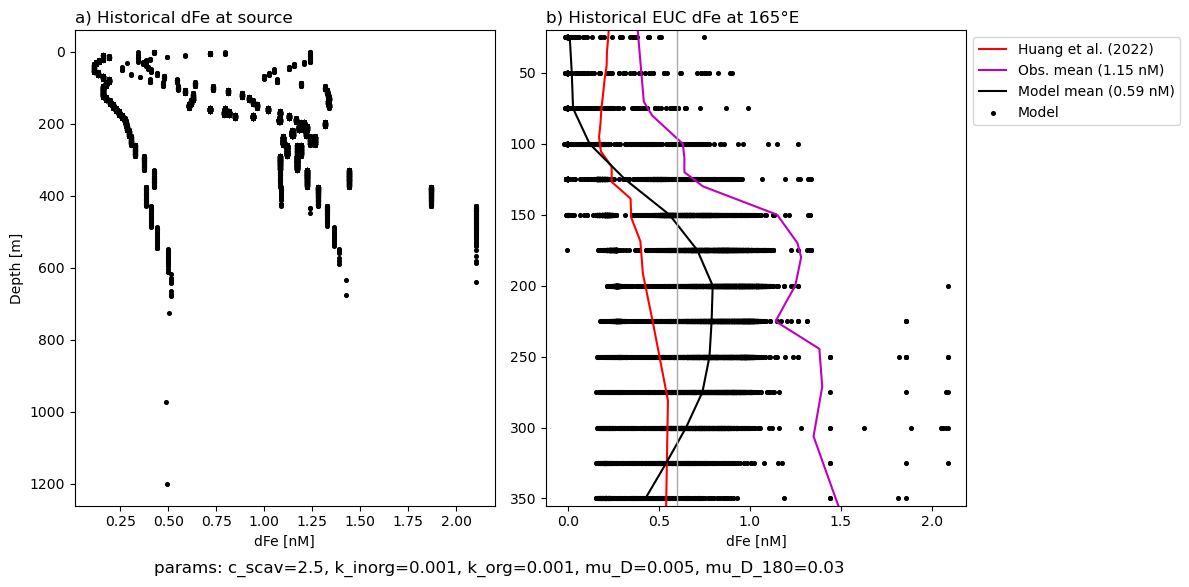 a) Historical dFe at source
0
200
400
600
800
1000
1200
Depth [m]
0.25 0.50 0.75 1.00 1.25 1.50 1.75 2.00
dFe [nM]
b) Historical EUC dFe at 165°E
50
100
150
200
250
300
350
0.0 0.5 1.0 1.5 2.0
dFe [nM]
Huang et al. (2022)
Obs. mean (1.15 nM)
Model mean (0.59 nM)
Model
params: c_scav=2.5, k_inorg=0.001, k_org=0.001, mu_D=0.005, mu_D_180=0.03